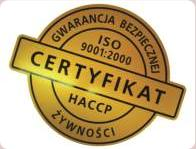 GWARANCJA BEZPIECZNEJ
ISO
9001:2000
CERTYFIKAT
HACCP
ŻYWNOŚCI